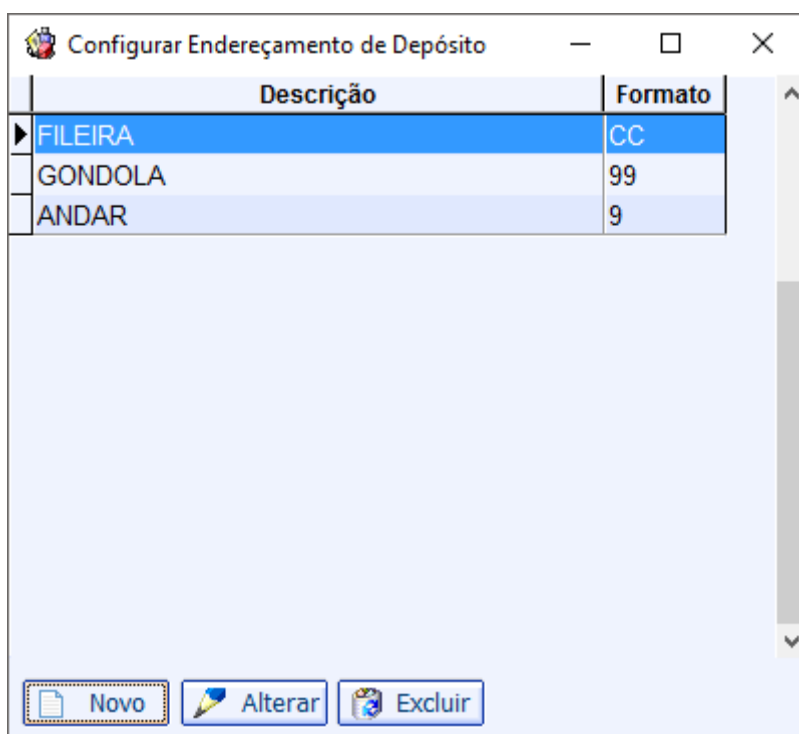 Configurar Endereçamento de Depósito
Descrição Formato
FILEIRA CC
GONDOLA 99
ANDAR 9
Novo Alterar Excluir